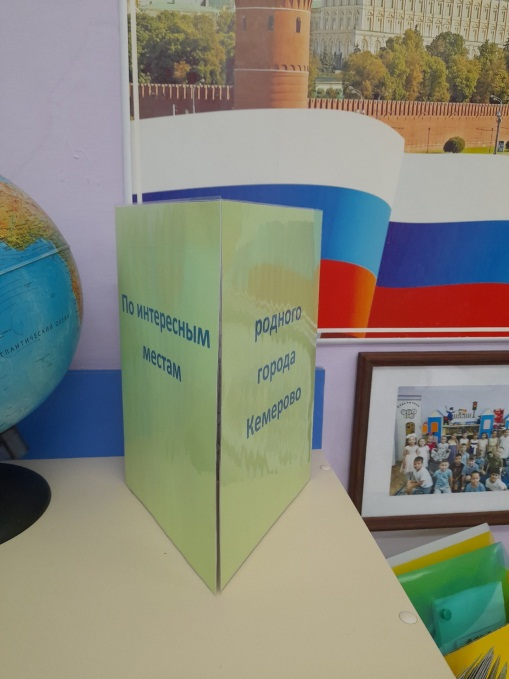 По интересным
местам
родного
города
Кемерово